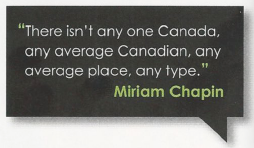 “There isn’t any one Canada,
any average Canadian, any
average place, any type.”
Miriam Chapin